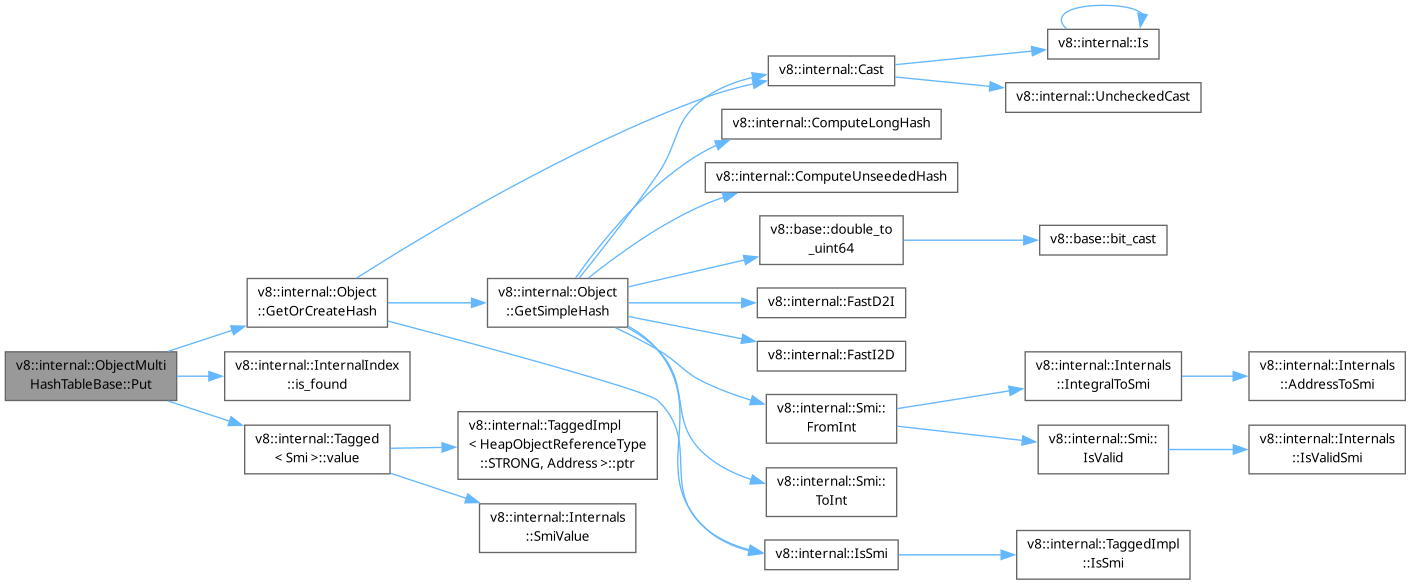 v8::internal::ObjectMulti
HashTableBase::Put
v8::internal::Object
::GetOrCreateHash
v8::internal::InternalIndex
::is_found
v8::internal::Tagged
< Smi >::value
v8::internal::TaggedImpl
< HeapObjectReferenceType
::STRONG, Address >::ptr
v8::internal::Internals
::SmiValue
v8::internal::Object
::GetSimpleHash
v8::internal::Cast
v8::internal::ComputeLongHash
v8::internal::ComputeUnseededHash
v8::base::double_to
_uint64
v8::internal::FastD2I
v8::internal::FastI2D
v8::internal::Smi::
FromInt
v8::internal::Smi::
ToInt
v8::internal::IsSmi
v8::internal::Is
v8::internal::UncheckedCast
v8::base::bit_cast
v8::internal::Internals
::IntegralToSmi
v8::internal::Smi::
IsValid
v8::internal::TaggedImpl
::IsSmi
v8::internal::Internals
::AddressToSmi
v8::internal::Internals
::IsValidSmi